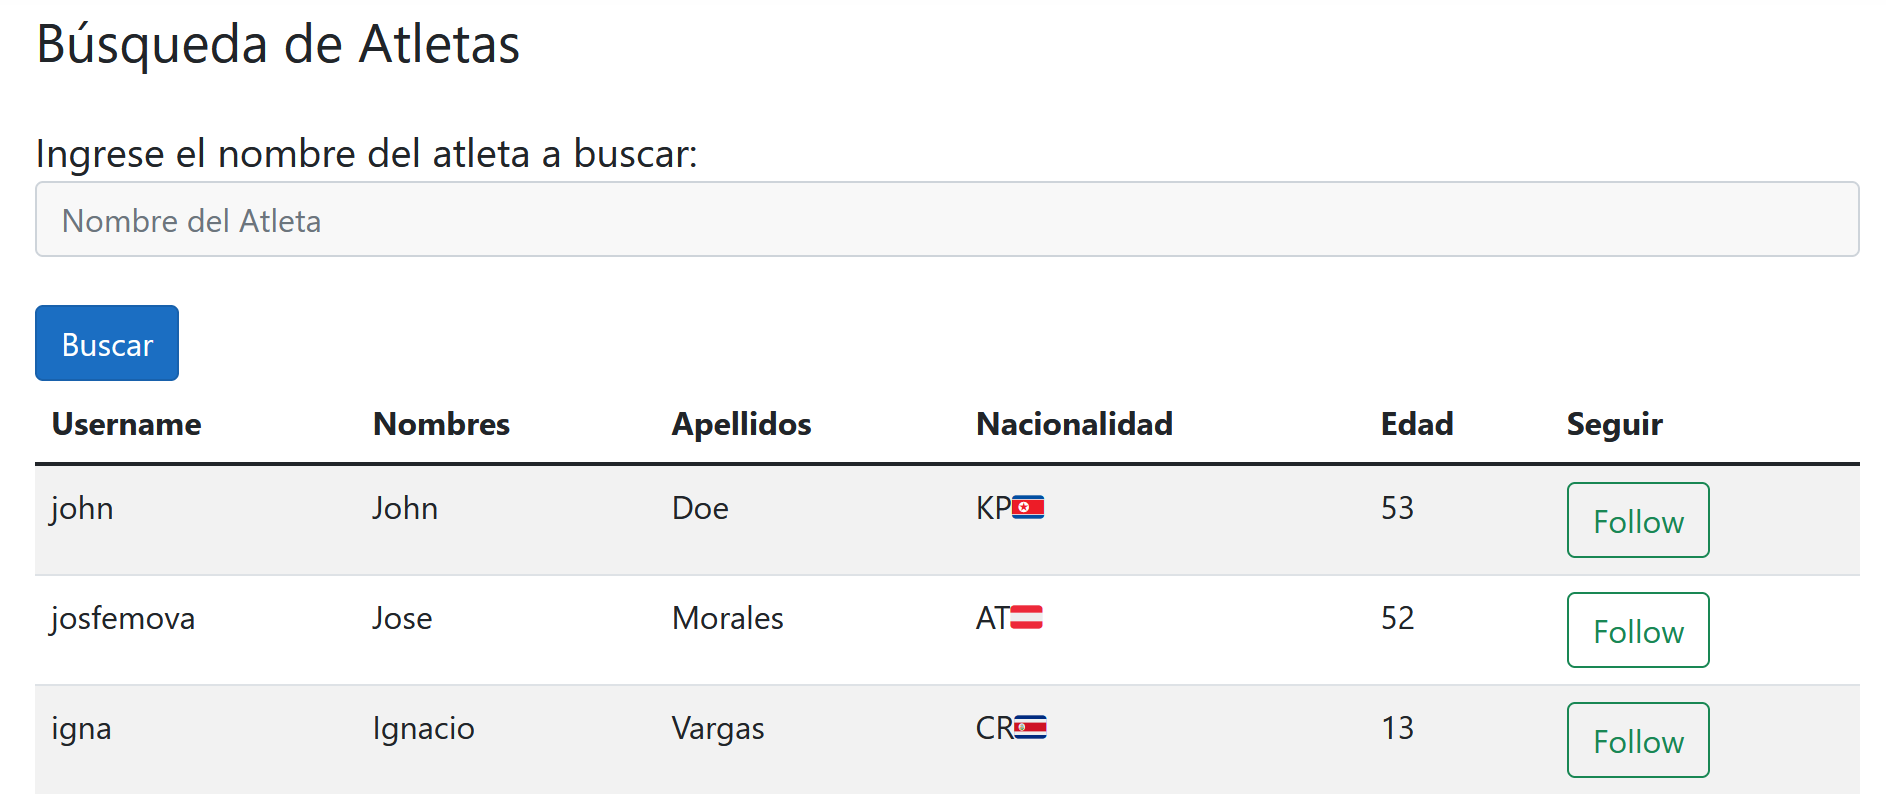 Búsqueda de Atletas
Ingrese el nombre del atleta a buscar:
Nombre del Atleta
Buscar
Username Nombres Apellidos Nacionalidad Edad Seguir
john John Doe KP 53 Follow
josfemova Jose Morales AT 52 Follow
igna Ignacio Vargas CR 13 Follow